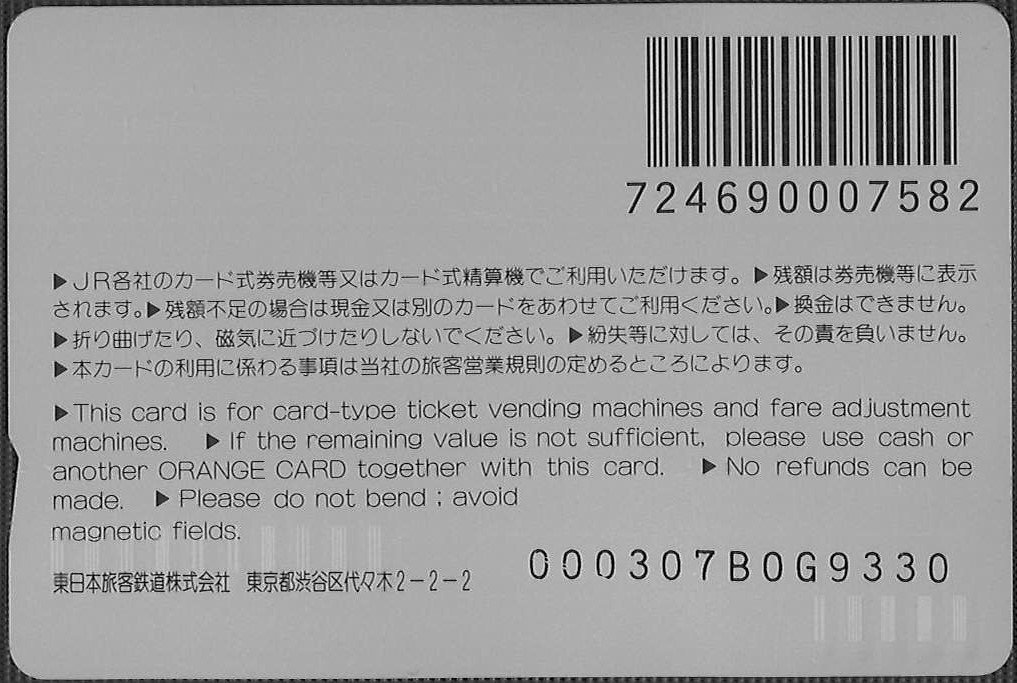 724690007582
▶JR各社のカード式券売機等又はカード式精算機でご利用いただけます。▶残額は券売機等に表示
されます。▶残額不足の場合は現金又は別のカードをあわせてご利用ください。▶換金はできません。
▶折り曲げたり、磁気に近づけたりしないでください。▶紛失等に対しては、その責を負いません。
▶本カードの利用に係わる事項は当社の旅客営業規則の定めるところによります。
▶This card is for card-type ticket vending machines and fare adjustment
machines. ▶If the remaining value is not sufficient, please use cash or
another ORANGE CARD together with this card. ▶No refunds can be
made. ▶Please do not bend ; avoid
magnetic fields.
東日本旅客鉄道株式会社 東京都渋谷区代々木2-2-2
000307B0G9330